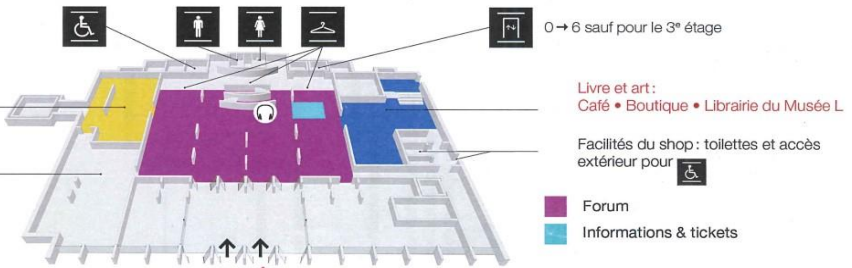 0 → 6 sauf pour le 3ᵉ étage
Livre et art :
Café • Boutique • Librairie du Musée L
Facilités du shop : toilettes et accès
extérieur pour
Forum
Informations & tickets